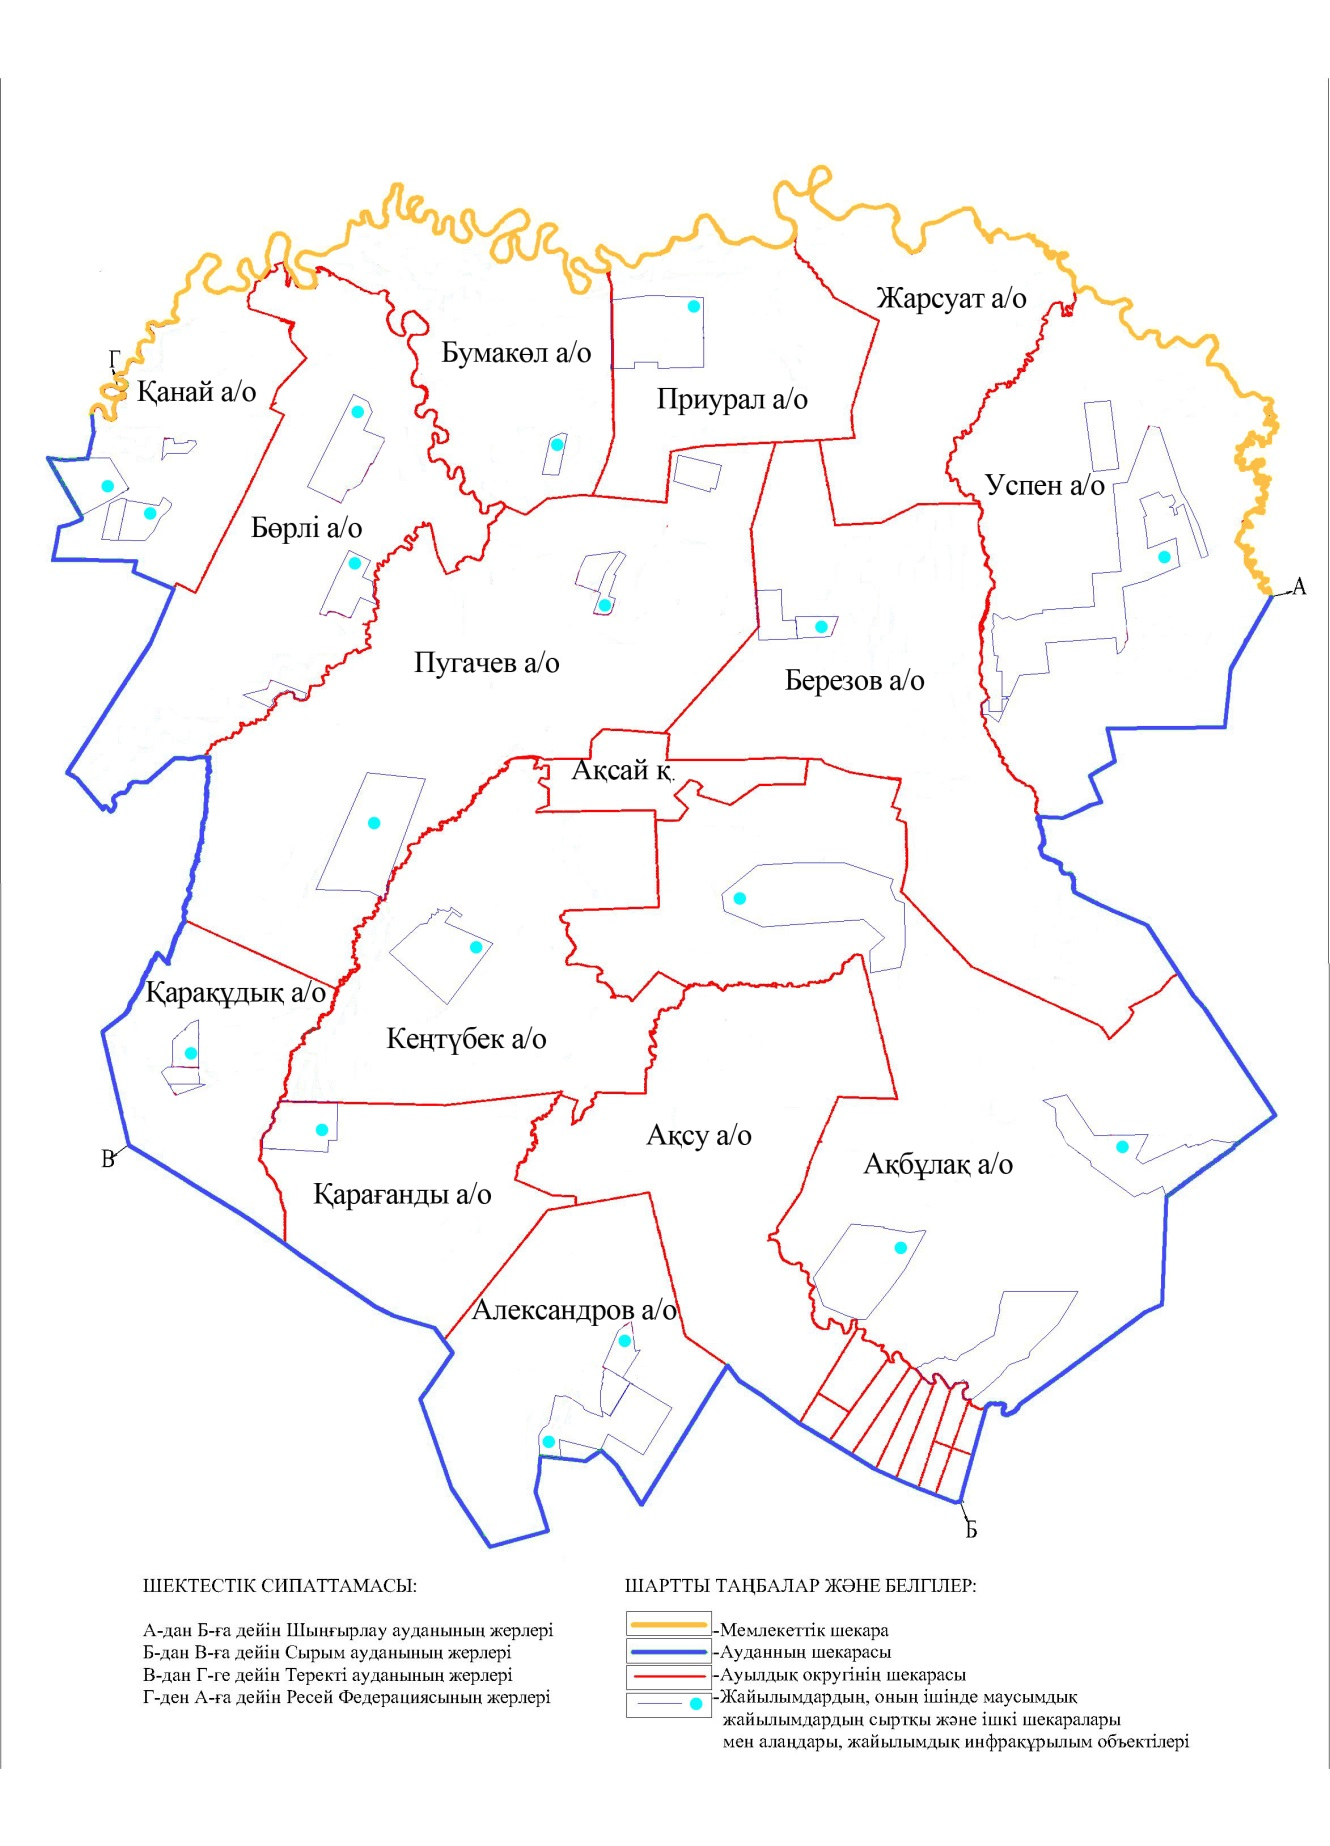 Жарсуат а/о
Бумакөл а/о
Г
Қанай а/о
Приурал а/о
Успен а/о
Бөрлі а/о
А
Пугачев а/о
Березов а/о
Ақсай қ.
Қарақұдық а/о
Кеңтүбек а/о
Ақсу а/о
В
Ақбұлақ а/о
Қарағанды а/о
Александров а/о
Б
ШЕКТЕСТІК СИПАТТАМАСЫ:
А-дан Б-ға дейін Шыңғырлау ауданының жерлері
Б-дан В-ға дейін Сырым ауданының жерлері
В-дан Г-ге дейін Теректі ауданының жерлері
Г-ден А-ға дейін Ресей Федерациясының жерлері
ШАРТТЫ ТАҢБАЛАР ЖӘНЕ БЕЛГІЛЕР:
-Мемлекеттік шекара
-Ауданның шекарасы
-Ауылдық округінің шекарасы
-Жайылымдардың, оның ішінде маусымдық
жайылымдардың сыртқы және ішкі шекаралары
мен алаңдары, жайылымдық инфрақұрылым объектілері